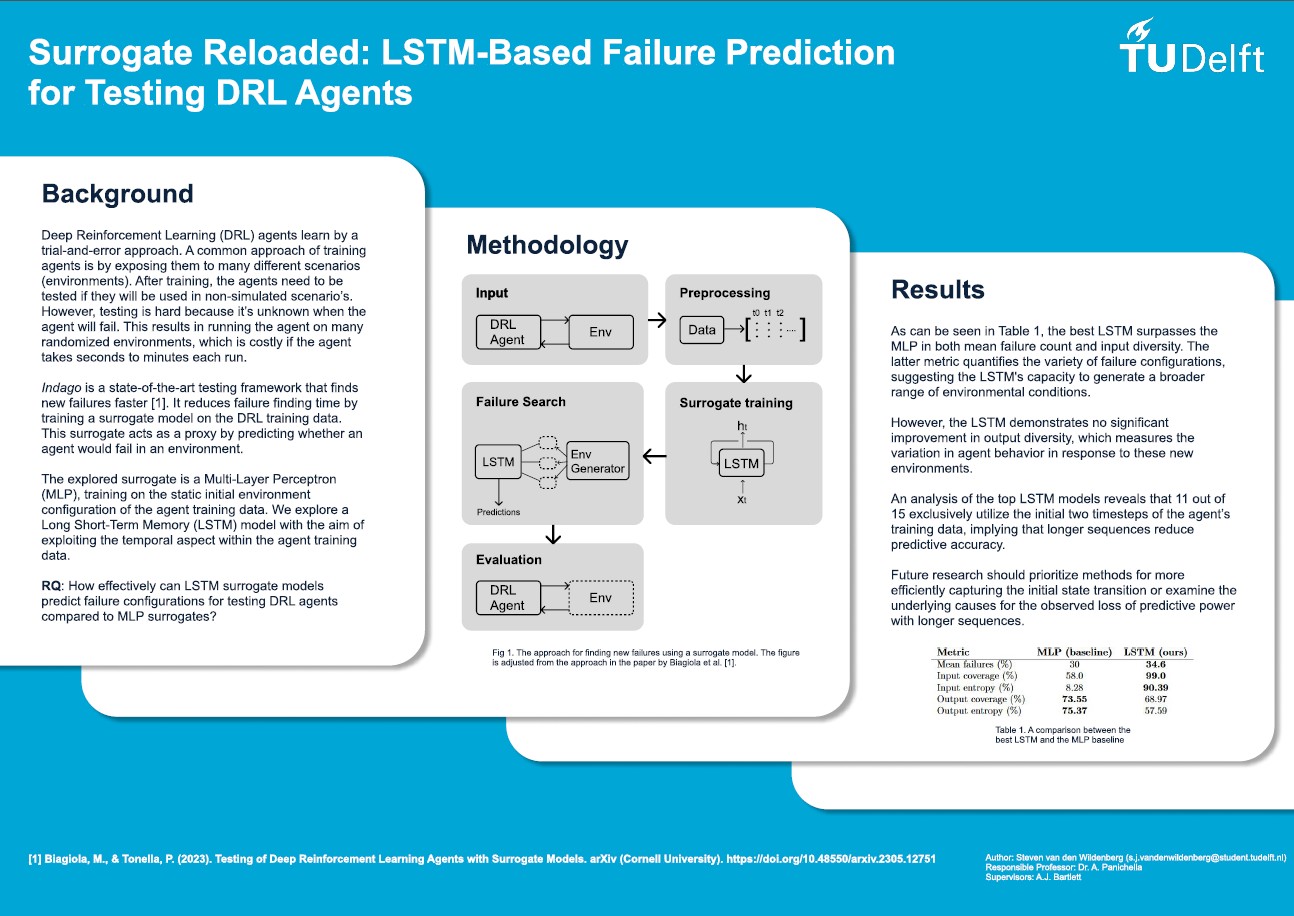 Surrogate Reloaded: LSTM-Based Failure Prediction
for Testing DRL Agents
TU Delft
Background
Deep Reinforcement Learning (DRL) agents learn by a
trial-and-error approach. A common approach of training
agents is by exposing them to many different scenarios
(environments). After training, the agents need to be
tested if they will be used in non-simulated scenario's.
However, testing is hard because it's unknown when the
agent will fail. This results in running the agent on many
randomized environments, which is costly if the agent
takes seconds to minutes each run.
Indago is a state-of-the-art testing framework that finds
new failures faster [1]. It reduces failure finding time by
training a surrogate model on the DRL training data.
This surrogate acts as a proxy by predicting whether an
agent would fail in an environment.
The explored surrogate is a Multi-Layer Perceptron
(MLP), training on the static initial environment
configuration of the agent training data. We explore a
Long Short-Term Memory (LSTM) model with the aim of
exploiting the temporal aspect within the agent training
data.
RQ: How effectively can LSTM surrogate models
predict failure configurations for testing DRL agents
compared to MLP surrogates?
Methodology
Input
DRL
Agent
Env
Preprocessing
t0 t1 t2
Data
[ : : : .... ]
Failure Search
LSTM
Env
Generator
Predictions
Surrogate training
ht
LSTM
xt
Evaluation
DRL
Agent
Env
Fig 1. The approach for finding new failures using a surrogate model. The figure
is adjusted from the approach in the paper by Biagiola et al. [1].
Results
As can be seen in Table 1, the best LSTM surpasses the
MLP in both mean failure count and input diversity. The
latter metric quantifies the variety of failure configurations,
suggesting the LSTM's capacity to generate a broader
range of environmental conditions.
However, the LSTM demonstrates no significant
improvement in output diversity, which measures the
variation in agent behavior in response to these new
environments.
An analysis of the top LSTM models reveals that 11 out of
15 exclusively utilize the initial two timesteps of the agent's
training data, implying that longer sequences reduce
predictive accuracy.
Future research should prioritize methods for more
efficiently capturing the initial state transition or examine the
underlying causes for the observed loss of predictive power
with longer sequences.
Metric MLP (baseline) LSTM (ours)
Mean failures (%) 30 34.6
Input coverage (%) 58.0 99.0
Input entropy (%) 8.28 90.39
Output coverage (%) 73.55 68.97
Output entropy (%) 75.37 57.59
Table 1. A comparison between the
best LSTM and the MLP baseline
[1] Biagiola, M., & Tonella, P. (2023). Testing of Deep Reinforcement Learning Agents with Surrogate Models. arXiv (Cornell University). https://doi.org/10.48550/arxiv.2305.12751
Author: Steven van den Wildenberg (s.j.vandenwildenberg@student.tudelft.nl)
Responsible Professor: Dr. A. Panichella
Supervisors: A.J. Bartlett